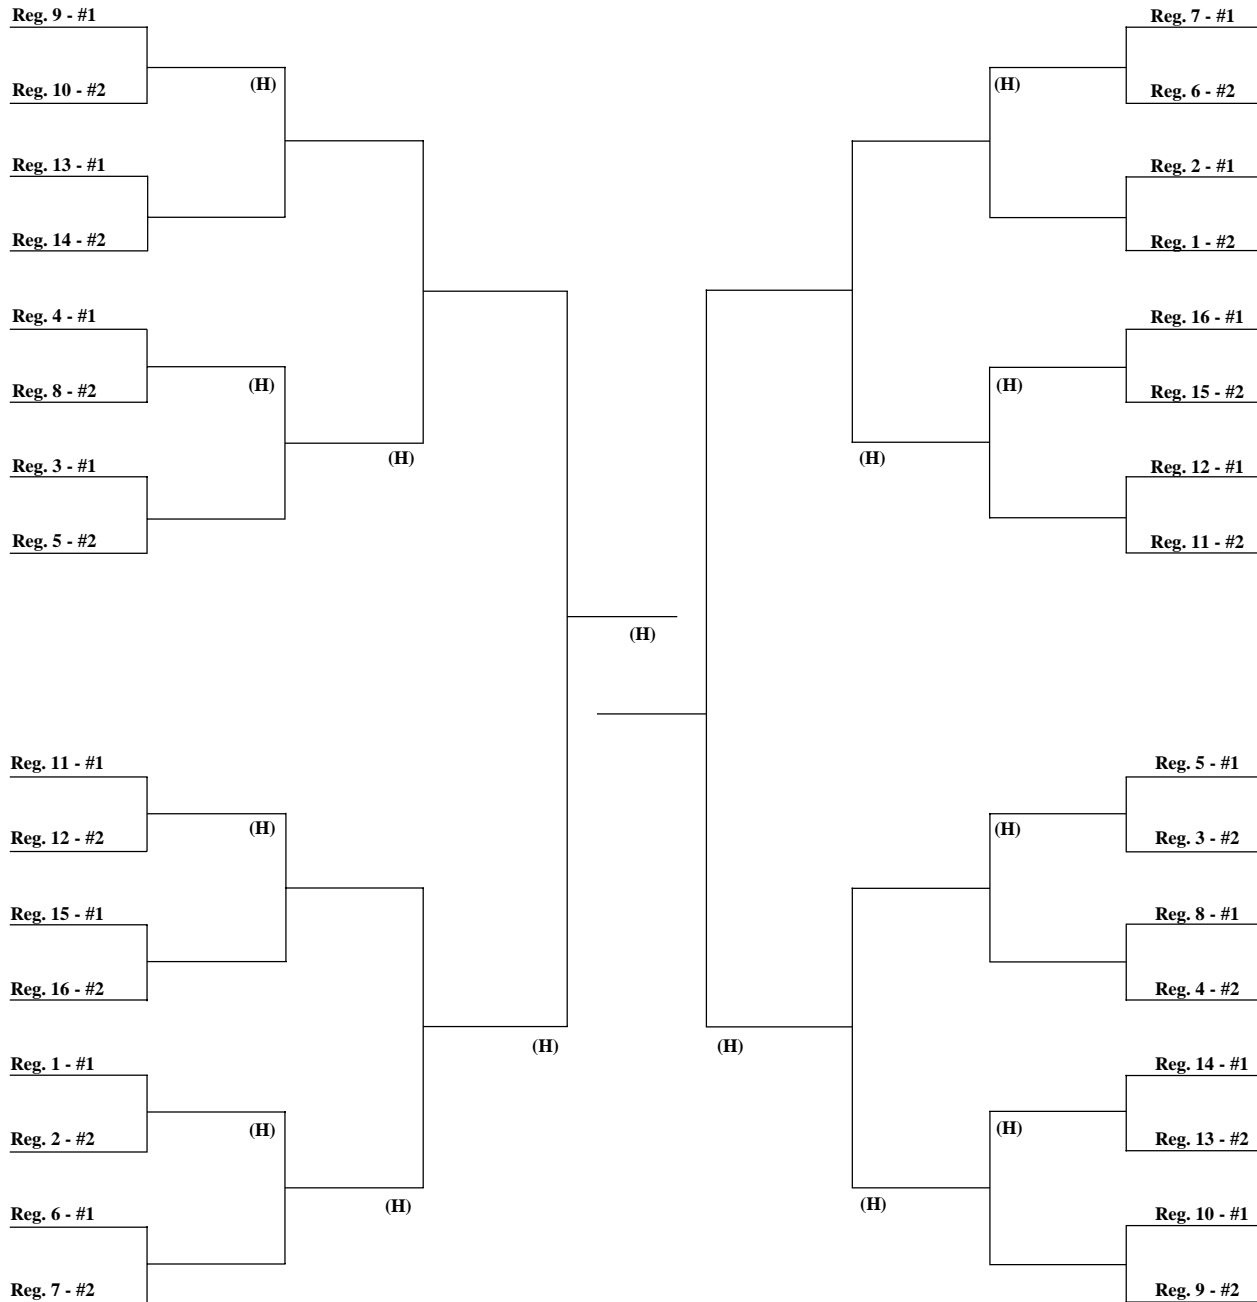 Reg. 9 - #1
(H)
Reg. 10 - #2
Reg. 13 - #1
Reg. 14 - #2
Reg. 4 - #1
(H)
Reg. 8 - #2
Reg. 3 - #1
(H)
Reg. 5 - #2
(H)
Reg. 11 - #1
(H)
Reg. 12 - #2
Reg. 15 - #1
Reg. 16 - #2
(H)
Reg. 1 - #1
(H)
Reg. 2 - #2
(H)
Reg. 6 - #1
Reg. 7 - #2
Reg. 7 - #1
(H)
Reg. 6 - #2
Reg. 2 - #1
Reg. 1 - #2
Reg. 16 - #1
(H)
Reg. 15 - #2
(H)
Reg. 12 - #1
Reg. 11 - #2
Reg. 5 - #1
(H)
Reg. 3 - #2
Reg. 8 - #1
Reg. 4 - #2
(H)
Reg. 14 - #1
(H)
Reg. 13 - #2
(H)
Reg. 10 - #1
Reg. 9 - #2